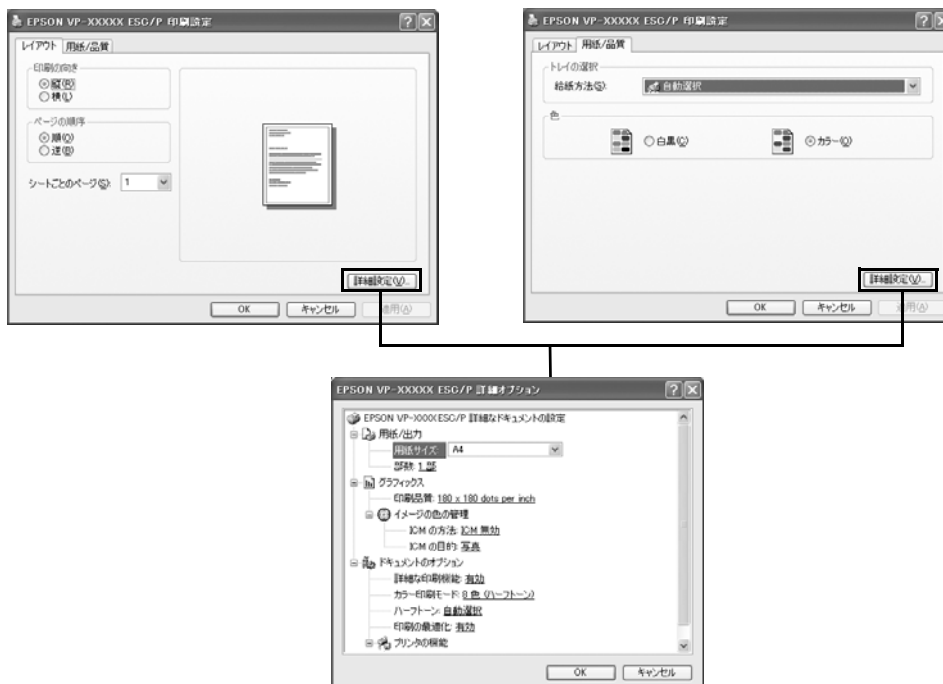 EPSON VP-XXXXX ESC/P 印刷設定
レイアウト 用紙/品質
印刷の向き
縦(R)
横(L)
ページの順序
順(Q)
逆(B)
シートごとのページ(S): 1
詳細設定(V)...
OK キャンセル 適用(A)
EPSON VP-XXXXX ESC/P 印刷設定
レイアウト 用紙/品質
トレイの選択
給紙方法(S): 自動選択
色
白黒(C) カラー(O)
詳細設定(V)...
OK キャンセル 適用(A)
EPSON VP-XXXXX ESC/P 詳細オプション
EPSON VP-XXXX(ESC/P 詳細なドキュメントの設定
用紙/出力
用紙サイズ: A4
部数: 1 部
グラフィックス
印刷品質: 180 x 180 dots per inch
イメージの色の管理
ICM の方法: ICM 無効
ICM の目的: 写真
ドキュメントのオプション
詳細な印刷機能: 有効
カラー印刷モード: 8 色 (ハーフトーン)
ハーフトーン: 自動選択
印刷の最適化: 有効
プリンタの機能
OK キャンセル